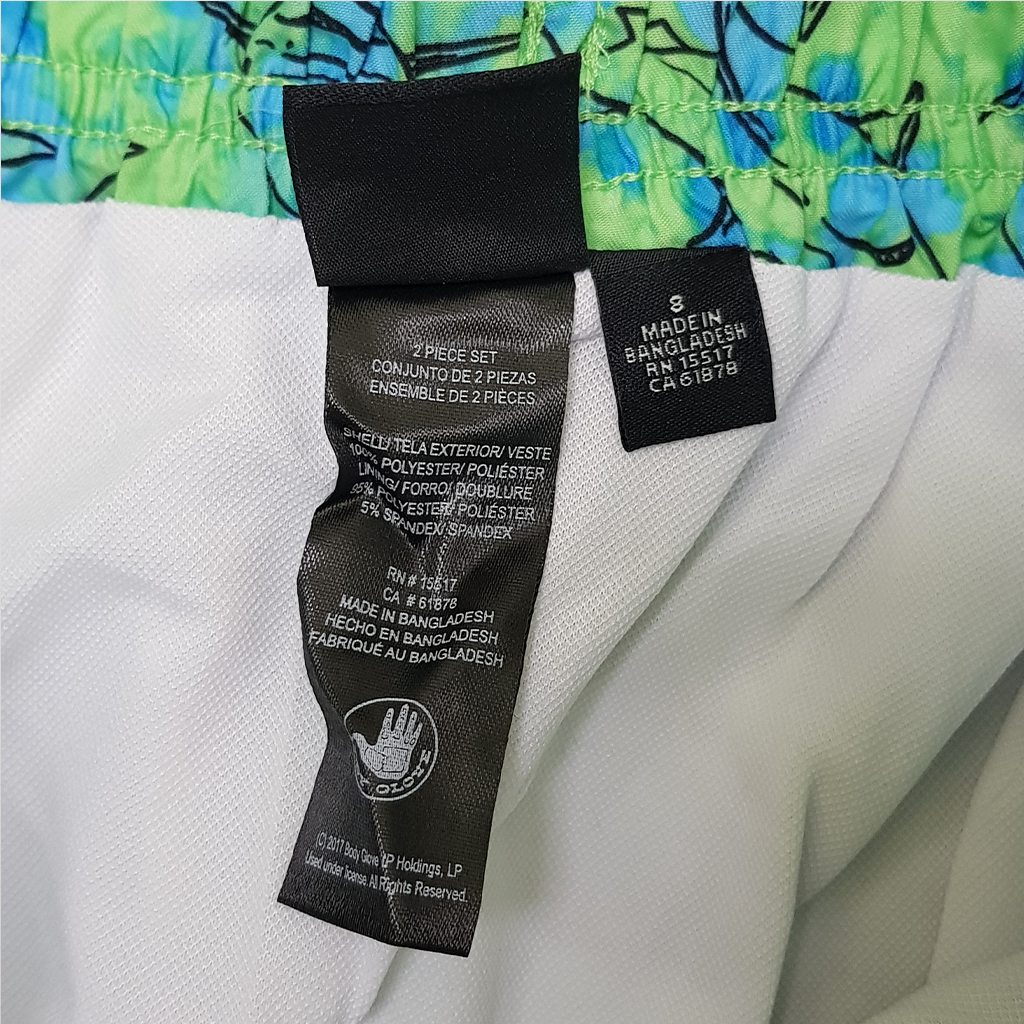 2 PIECE SET
CONJUNTO DE 2 PIEZAS
ENSEMBLE DE 2 PIÈCES
SHELL/ TELA EXTERIOR/ VESTE
100% POLYESTER/ POLIÉSTER
LINING/ FORRO/ DOUBLURE
95% POLYESTER/ POLIÉSTER
5% SPANDEX/ SPANDEX
RN # 15517
CA # 61878
MADE IN BANGLADESH
HECHO EN BANGLADESH
FABRIQUÉ AU BANGLADESH
(C) 2017 Body Glove IP Holdings, LP
Used under license. All Rights Reserved.
8
MADE IN
BANGLADESH
RN 15517
CA 61878